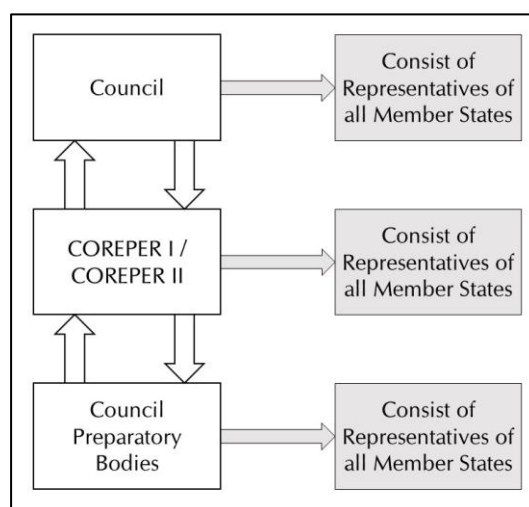 Council
Consist of
Representatives of
all Member States
COREPER I /
COREPER II
Consist of
Representatives of
all Member States
Council
Preparatory
Bodies
Consist of
Representatives of
all Member States